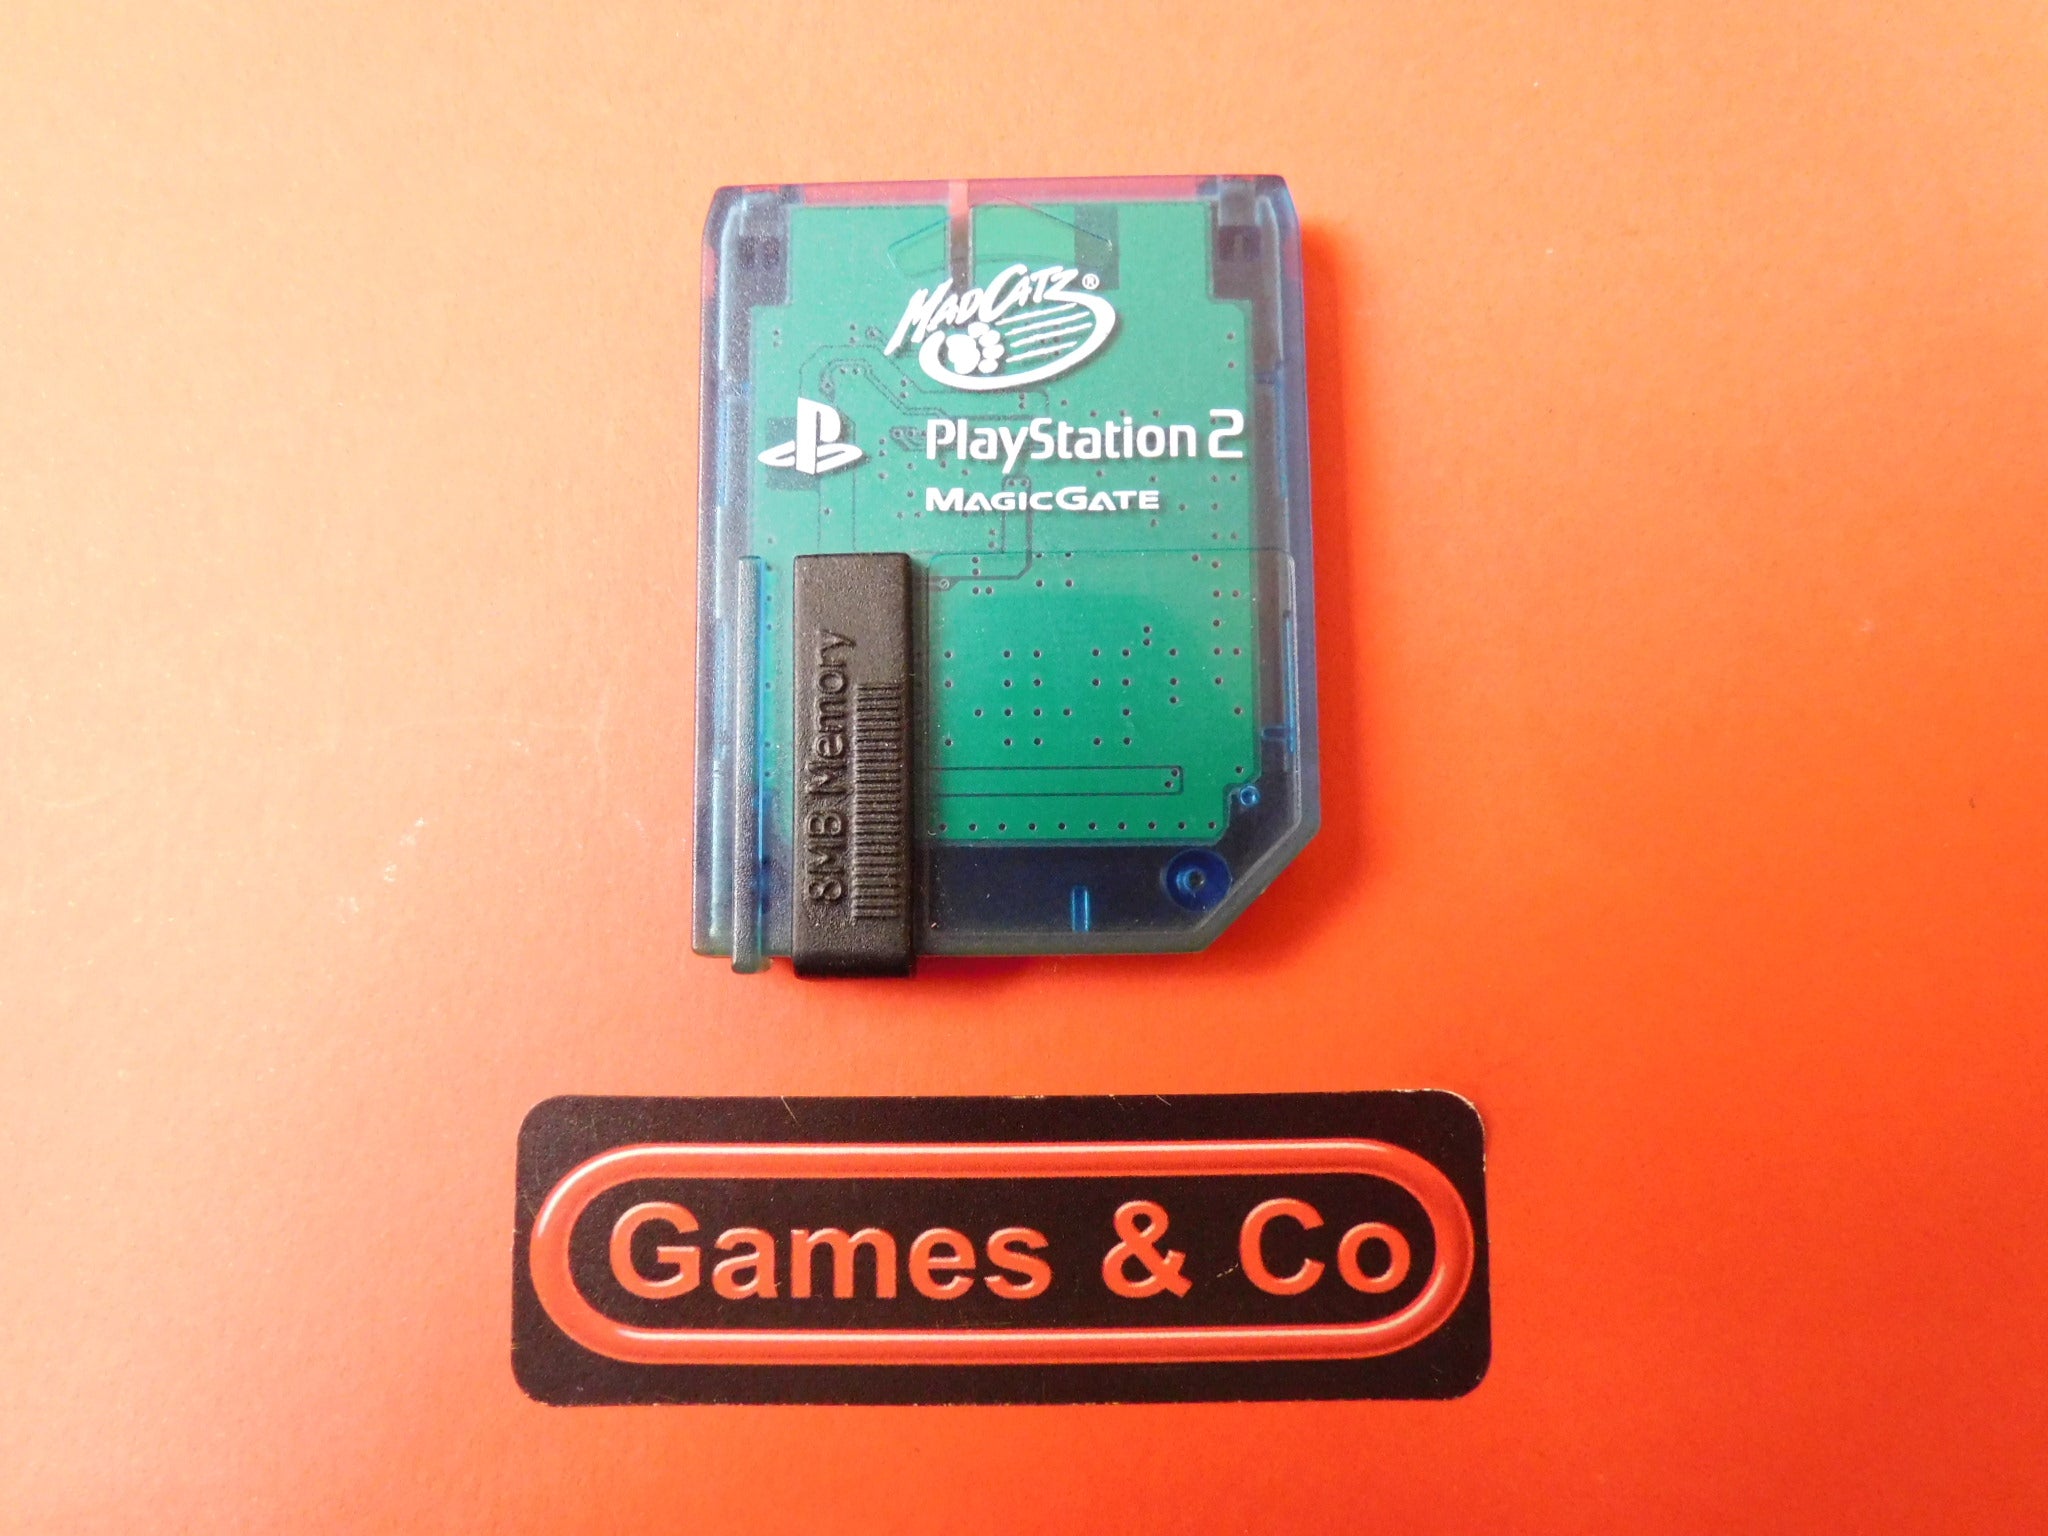 MADCATZ®
PlayStation 2
MAGICGATE
8MB Memory
Games & Co